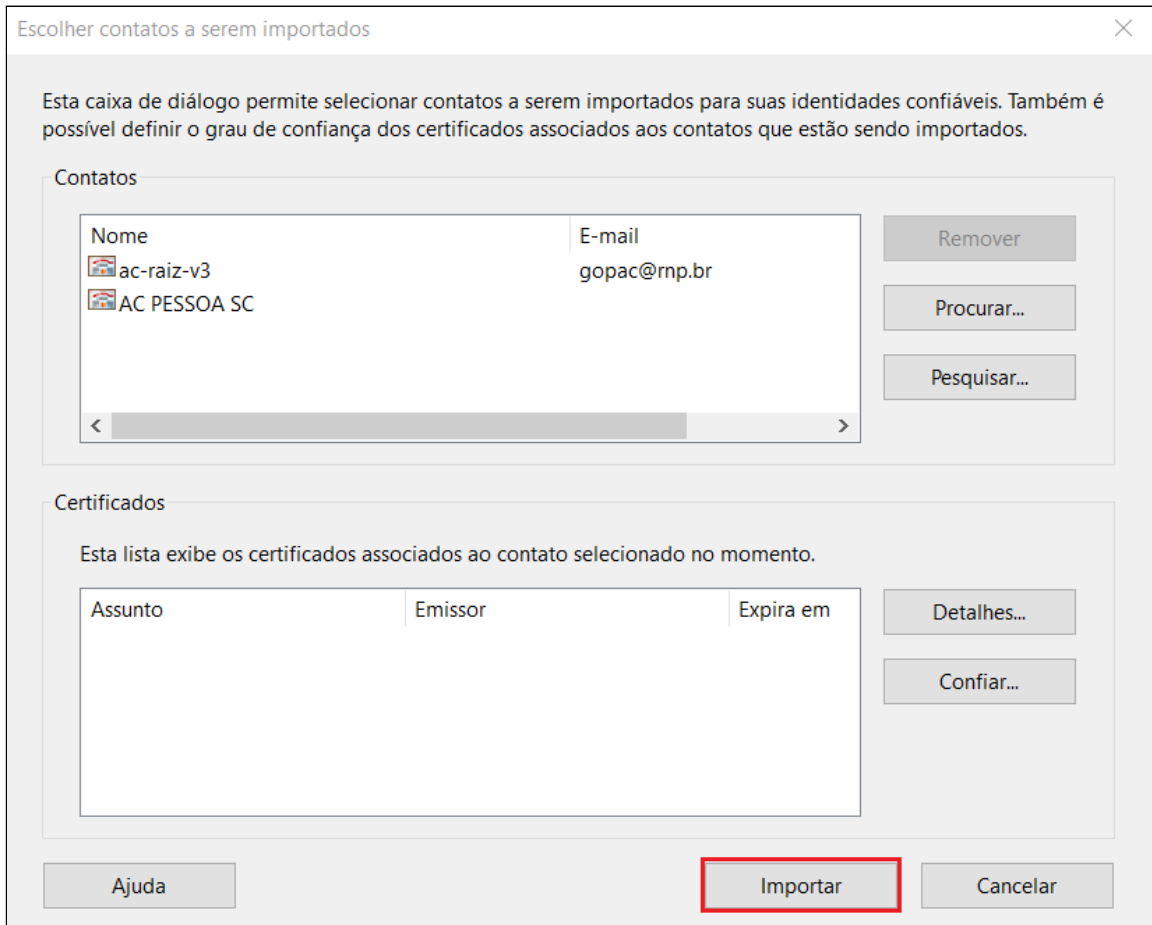 Escolher contatos a serem importados
Esta caixa de diálogo permite selecionar contatos a serem importados para suas identidades confiáveis. Também é
possível definir o grau de confiança dos certificados associados aos contatos que estão sendo importados.
Contatos
Nome E-mail
ac-raiz-v3 gopac@rnp.br
AC PESSOA SC
Remover
Procurar...
Pesquisar...
Certificados
Esta lista exibe os certificados associados ao contato selecionado no momento.
Assunto Emissor Expira em
Detalhes...
Confiar...
Ajuda Importar Cancelar